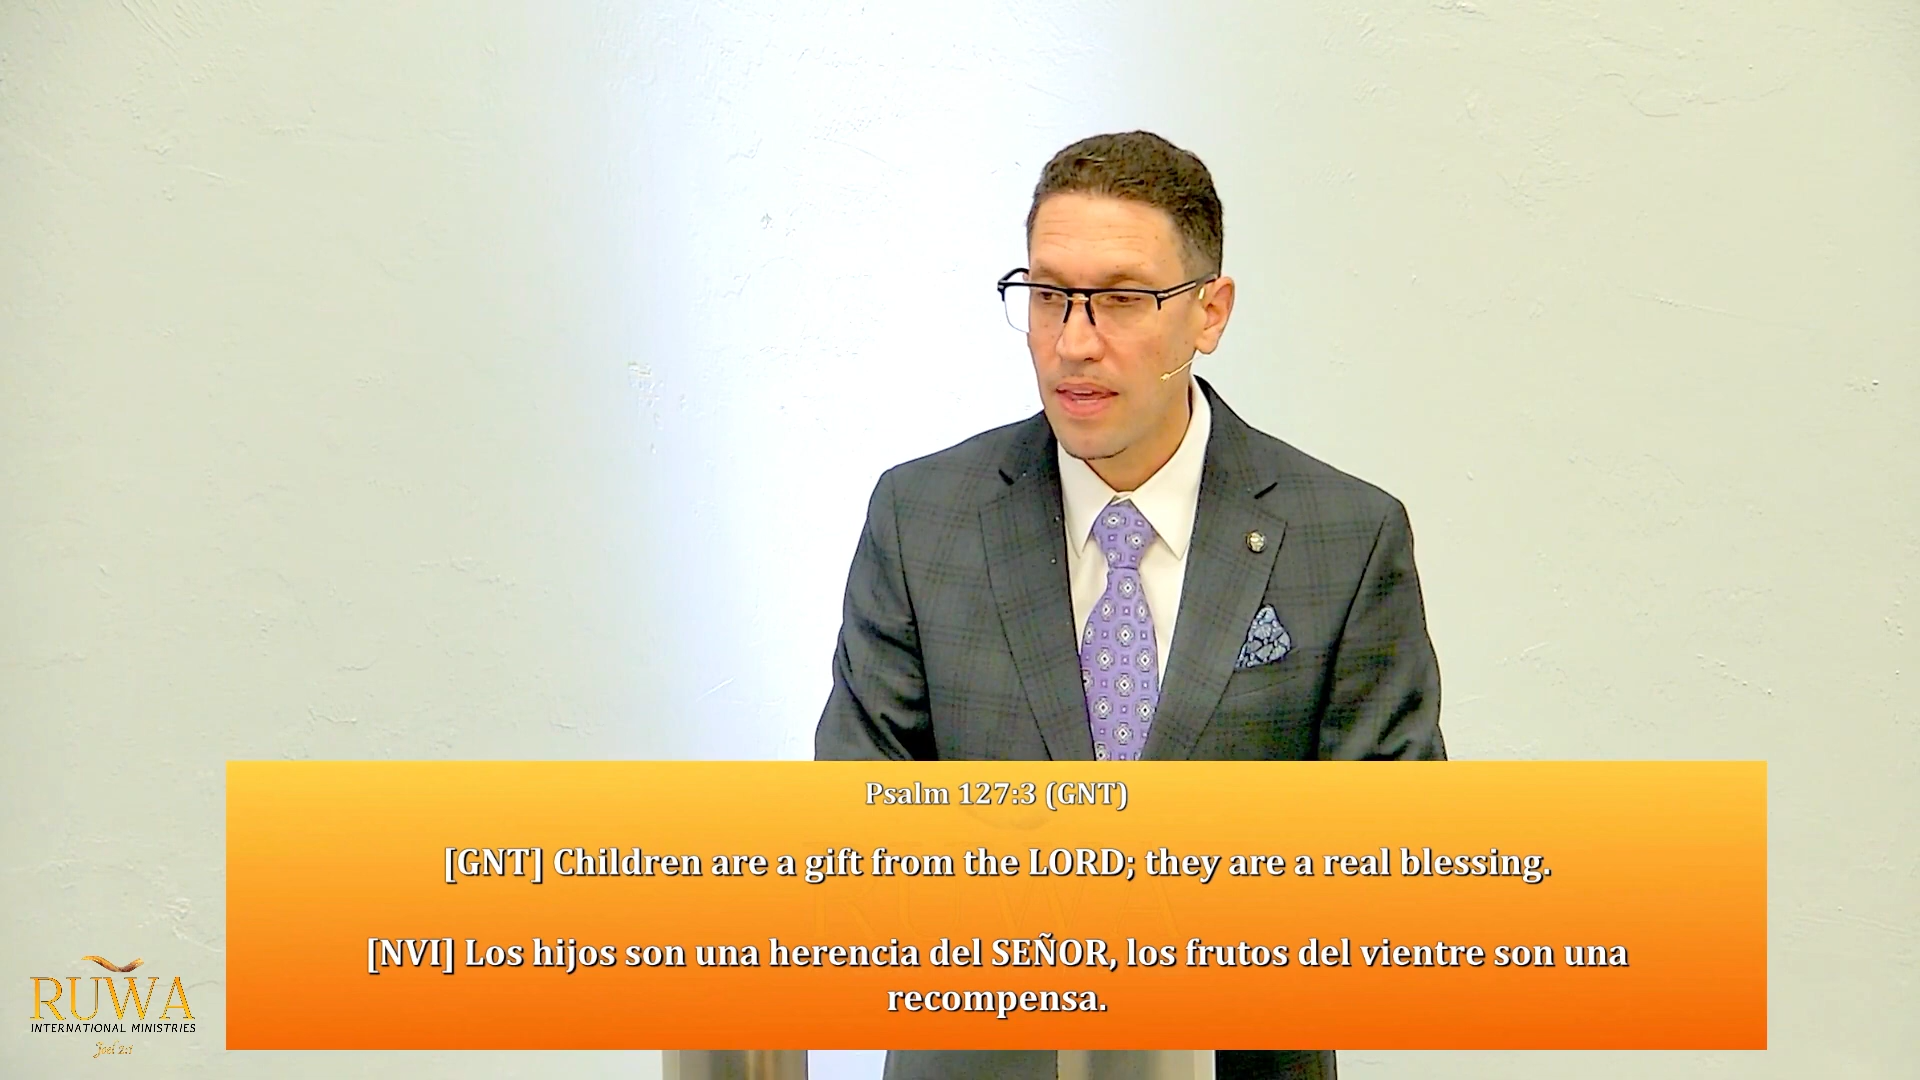 Psalm 127:3 (GNT)
[GNT] Children are a gift from the LORD; they are a real blessing.
[NVI] Los hijos son una herencia del SEÑOR, los frutos del vientre son una
recompensa.
RUWA
RUWA
INTERNATIONAL MINISTRIES